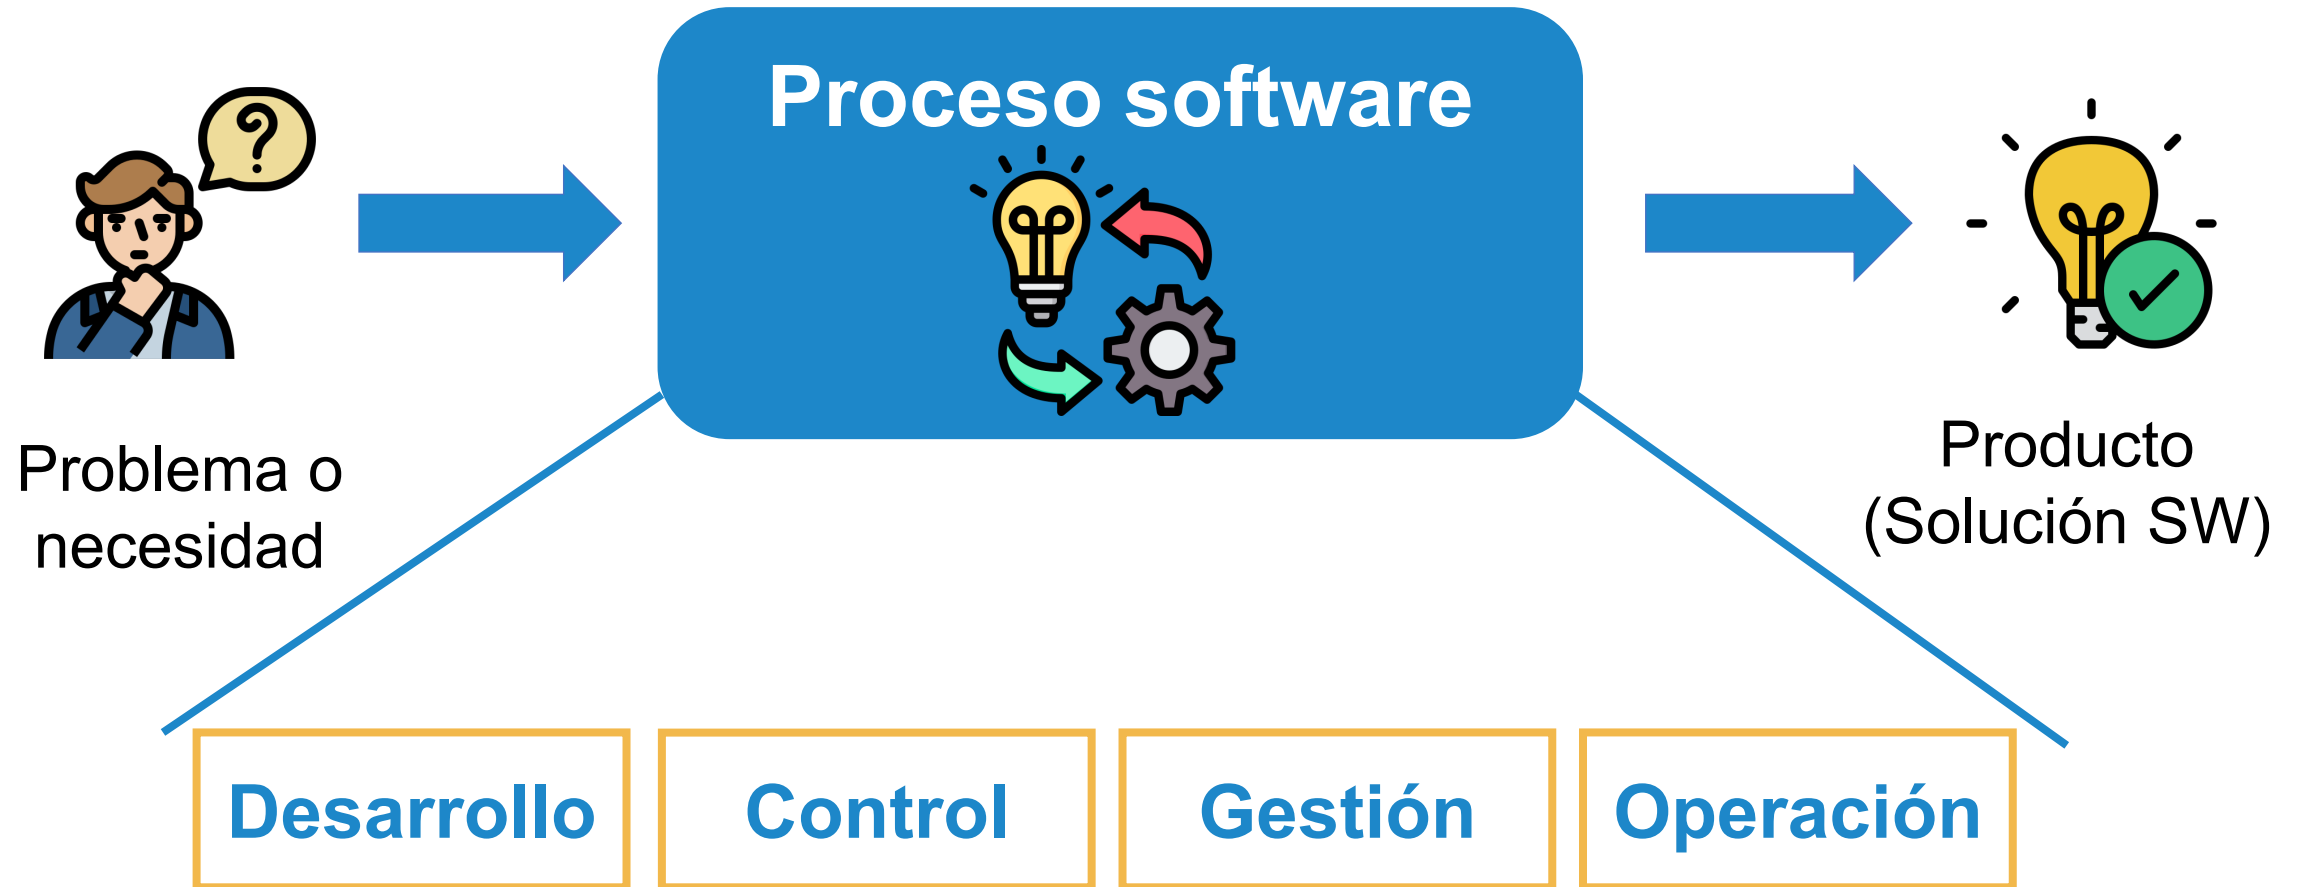 Proceso software
?
Problema o
necesidad
Producto
(Solución SW)
Desarrollo
Control
Gestión
Operación